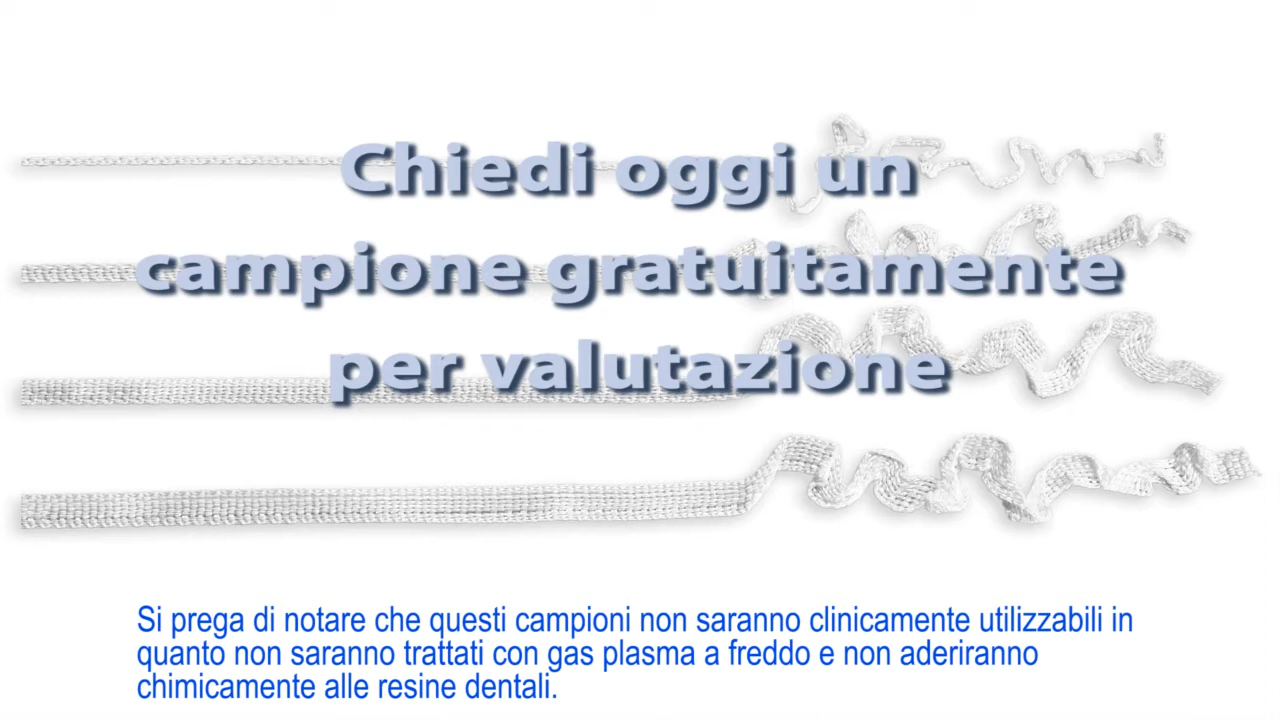 Chiedi oggi un
campione gratuitamente
per valutazione
Si prega di notare che questi campioni non saranno clinicamente utilizzabili in
quanto non saranno trattati con gas plasma a freddo e non aderiranno
chimicamente alle resine dentali.